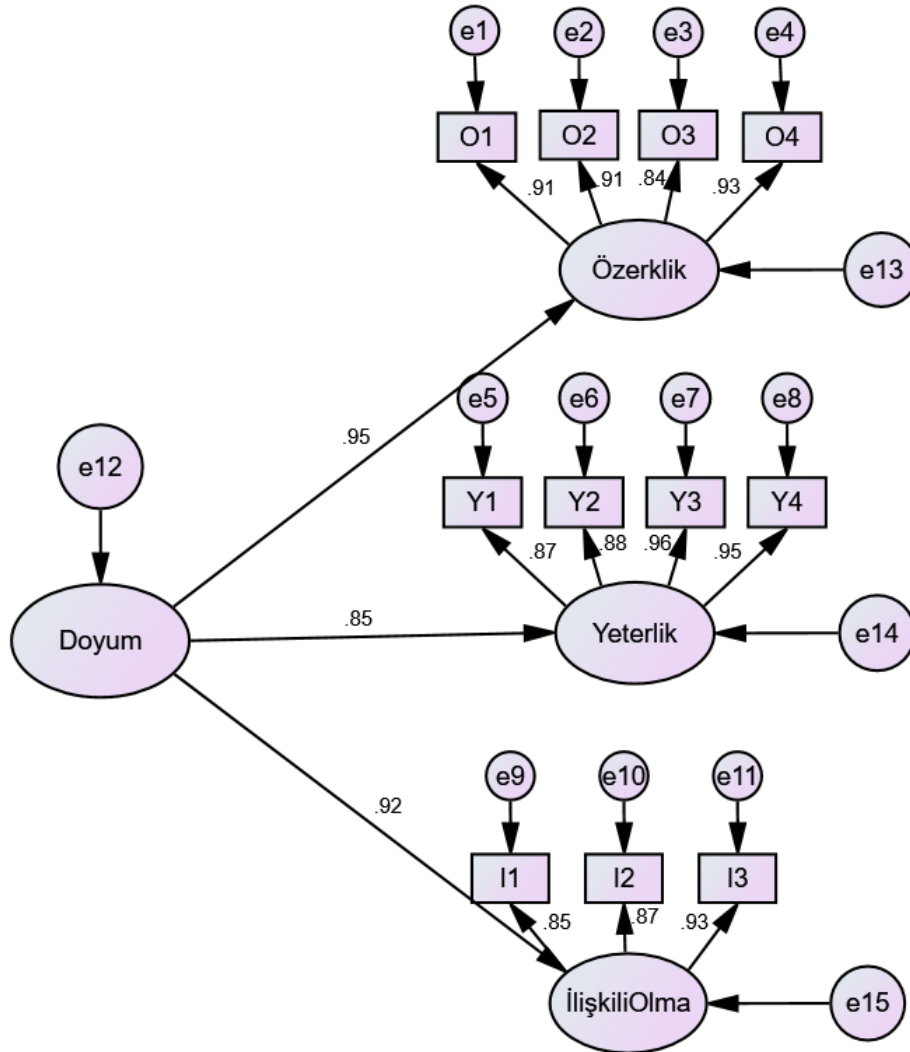 e1 e2 e3 e4
O1 O2 O3 O4
.91 .91 .84 .93
Özerklik e13
.95
e5 e6 e7 e8
e12
Y1 Y2 Y3 Y4
.87 .88 .96 .95
.85
Doyum Yeterlik e14
e9 e10 e11
.92
I1 I2 I3
.85 .87 .93
İlişkiliOlma e15